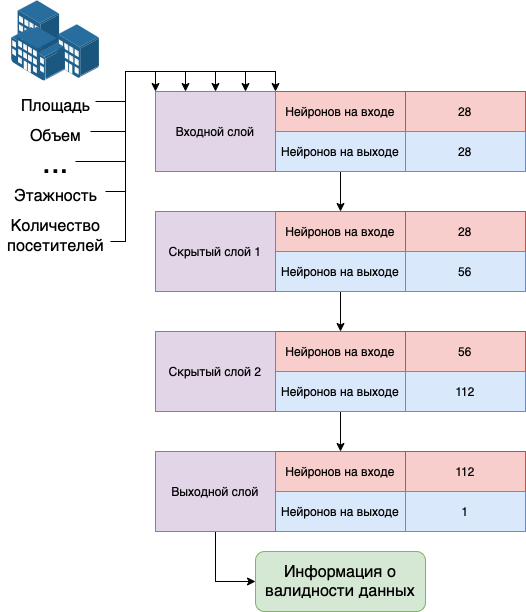 Площадь
Объем
...
Этажность
Количество
посетителей
Входной слой
Нейронов на входе 28
Нейронов на выходе 28
Скрытый слой 1
Нейронов на входе 28
Нейронов на выходе 56
Скрытый слой 2
Нейронов на входе 56
Нейронов на выходе 112
Выходной слой
Нейронов на входе 112
Нейронов на выходе 1
Информация о
валидности данных